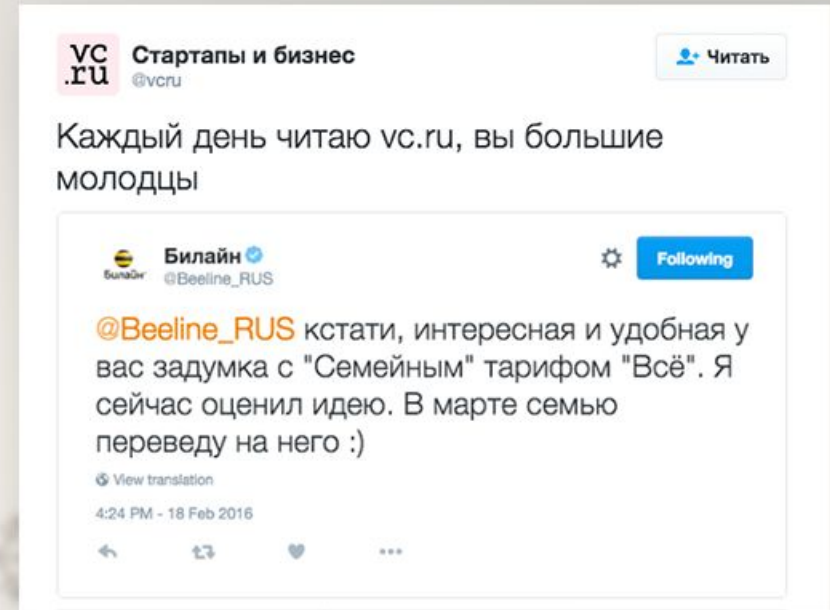 vc
.ru
Стартапы и бизнес
@vcru
Читать
Каждый день читаю vc.ru, вы большие
молодцы
Билайн
Билайн
@Beeline_RUS
Following
@Beeline_RUS кстати, интересная и удобная у
вас задумка с "Семейным" тарифом "Всё". Я
сейчас оценил идею. В марте семью
переведу на него :)
View translation
4:24 PM - 18 Feb 2016